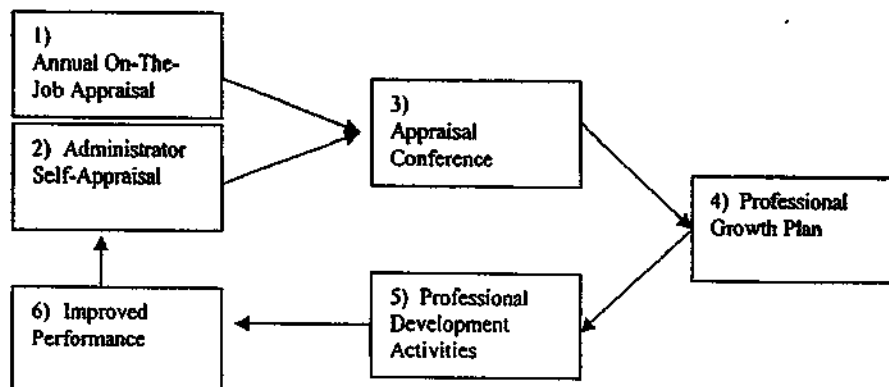 1)
Annual On-The-
Job Appraisal
2) Administrator
Self-Appraisal
3)
Appraisal
Conference
4) Professional
Growth Plan
5) Professional
Development
Activities
6) Improved
Performance